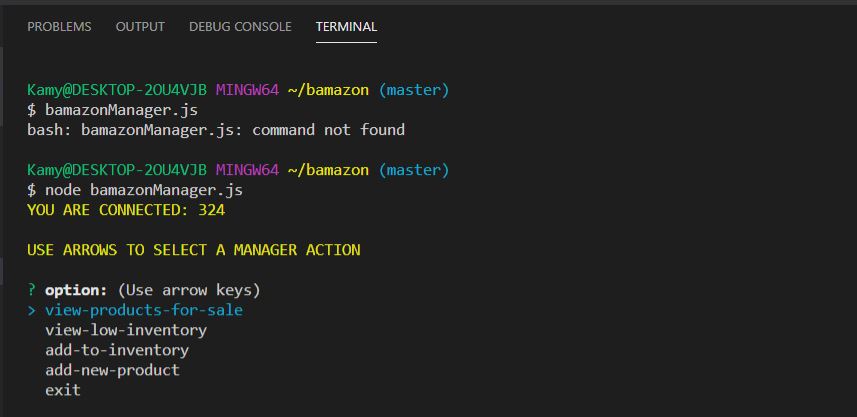 PROBLEMS OUTPUT DEBUG CONSOLE TERMINAL
Kamy@DESKTOP-2OU4VJB MINGW64 ~/bamazon (master)
$ bamazonManager.js
bash: bamazonManager.js: command not found
Kamy@DESKTOP-2OU4VJB MINGW64 ~/bamazon (master)
$ node bamazonManager.js
YOU ARE CONNECTED: 324
USE ARROWS TO SELECT A MANAGER ACTION
? option: (Use arrow keys)
> view-products-for-sale
view-low-inventory
add-to-inventory
add-new-product
exit